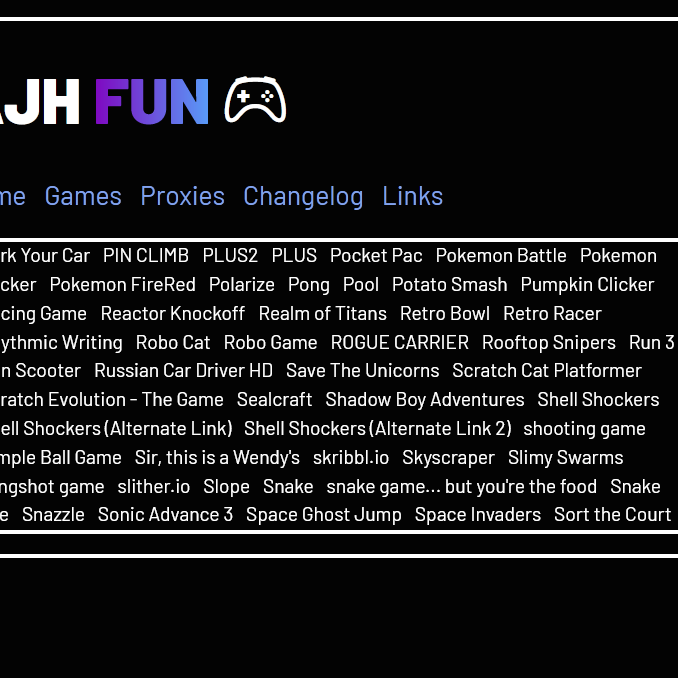 AJH FUN
me Games Proxies Changelog Links
rk Your Car PIN CLIMB PLUS2 PLUS Pocket Pac Pokemon Battle Pokemon
cker Pokemon FireRed Polarize Pong Pool Potato Smash Pumpkin Clicker
cing Game Reactor Knockoff Realm of Titans Retro Bowl Retro Racer
ythmic Writing Robo Cat Robo Game ROGUE CARRIER Rooftop Snipers Run 3
n Scooter Russian Car Driver HD Save The Unicorns Scratch Cat Platformer
ratch Evolution - The Game Sealcraft Shadow Boy Adventures Shell Shockers
ell Shockers (Alternate Link) Shell Shockers (Alternate Link 2) shooting game
mple Ball Game Sir, this is a Wendy's skribbl.io Skyscraper Slimy Swarms
ngshot game slither.io Slope Snake snake game... but you're the food Snake
e Snazzle Sonic Advance 3 Space Ghost Jump Space Invaders Sort the Court